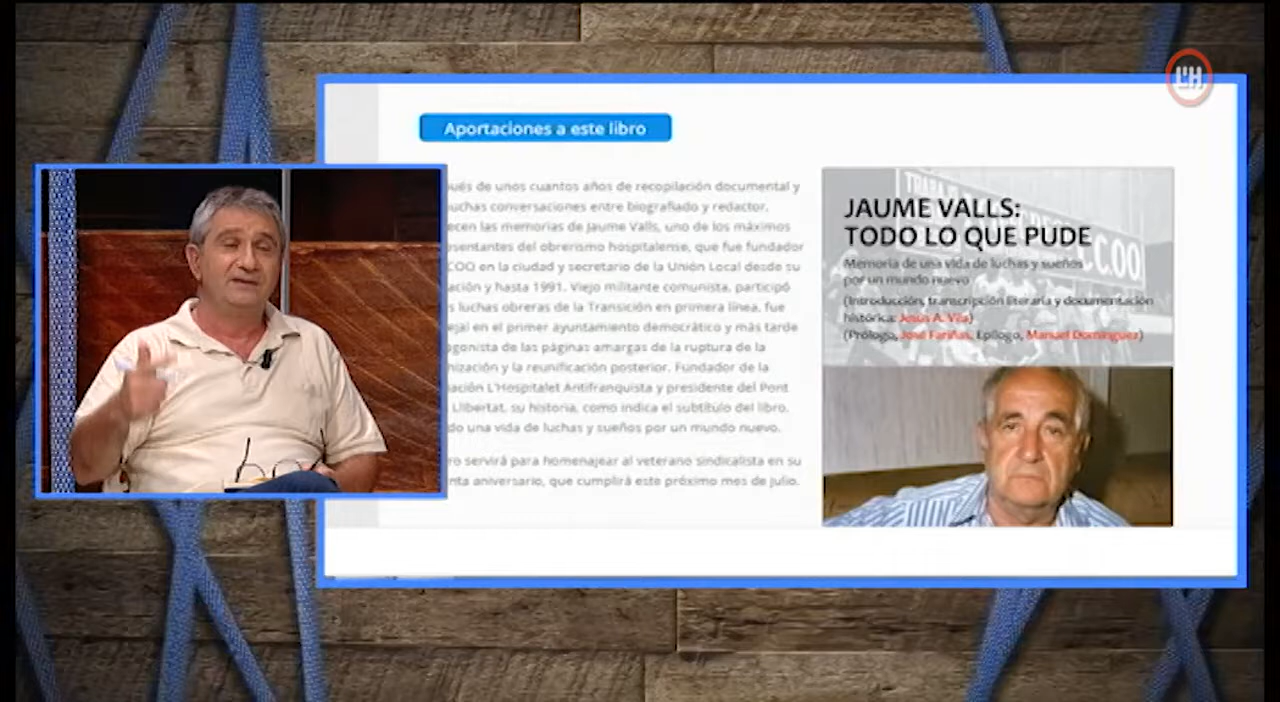 L'H
Aportaciones a este libro
ués de unos cuantos años de recopilación documental y
uchas conversaciones entre biografiado y redactor,
ecen las memorias de Jaume Valls, uno de los máximos
sentantes del obrerismo hospitalense, que fue fundador
COO en la ciudad y secretario de la Unión Local desde su
ación y hasta 1991. Viejo militante comunista, participó
s luchas obreras de la Transición en primera línea, fue
ejal en el primer ayuntamiento democrático y más tarde
agonista de las páginas amargas de la ruptura de la
nización y la reunificación posterior. Fundador de la
iación L'Hospitalet Antifranquista y presidente del Pont
Llibertat, su historia, como indica el subtítulo del libro,
do una vida de luchas y sueños por un mundo nuevo.
ro servirá para homenajear al veterano sindicalista en su
nta aniversario, que cumplirá este próximo mes de julio.
JAUME VALLS:
TODO LO QUE PUDE
Memoria de una vida de luchas y sueños
por un mundo nuevo
(Introducción, transcripción literaria y documentación
histórica: Jesús A. Vila)
(Prólogo, José Fariñas, Epílogo, Manuel Domínguez)
CC.OO